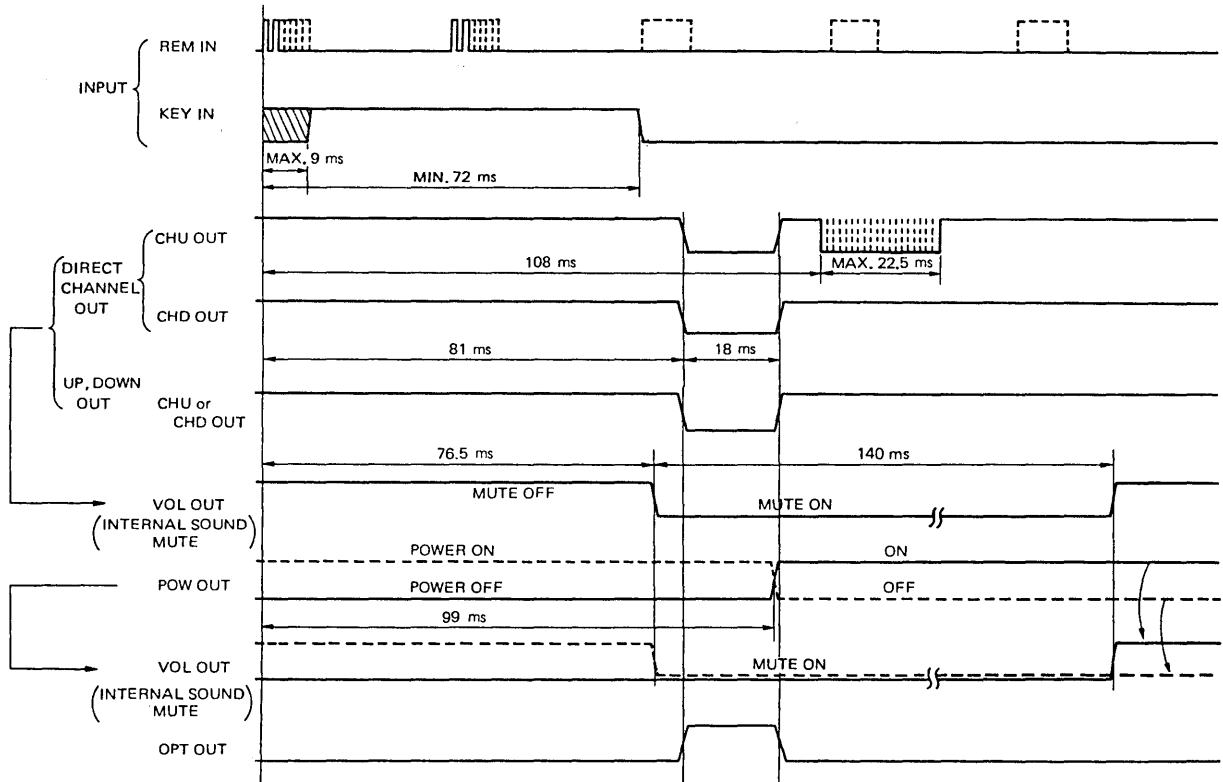 REM IN
INPUT
KEY IN
MAX. 9 ms
MIN. 72 ms
CHU OUT
DIRECT
CHANNEL
OUT
108 ms
MAX. 22.5 ms
CHD OUT
81 ms
18 ms
UP, DOWN
OUT
CHU or
CHD OUT
76.5 ms
140 ms
MUTE OFF
VOL OUT
MUTE ON
(INTERNAL SOUND
MUTE)
POWER ON
ON
POW OUT
POWER OFF
OFF
99 ms
VOL OUT
MUTE ON
(INTERNAL SOUND
MUTE)
OPT OUT